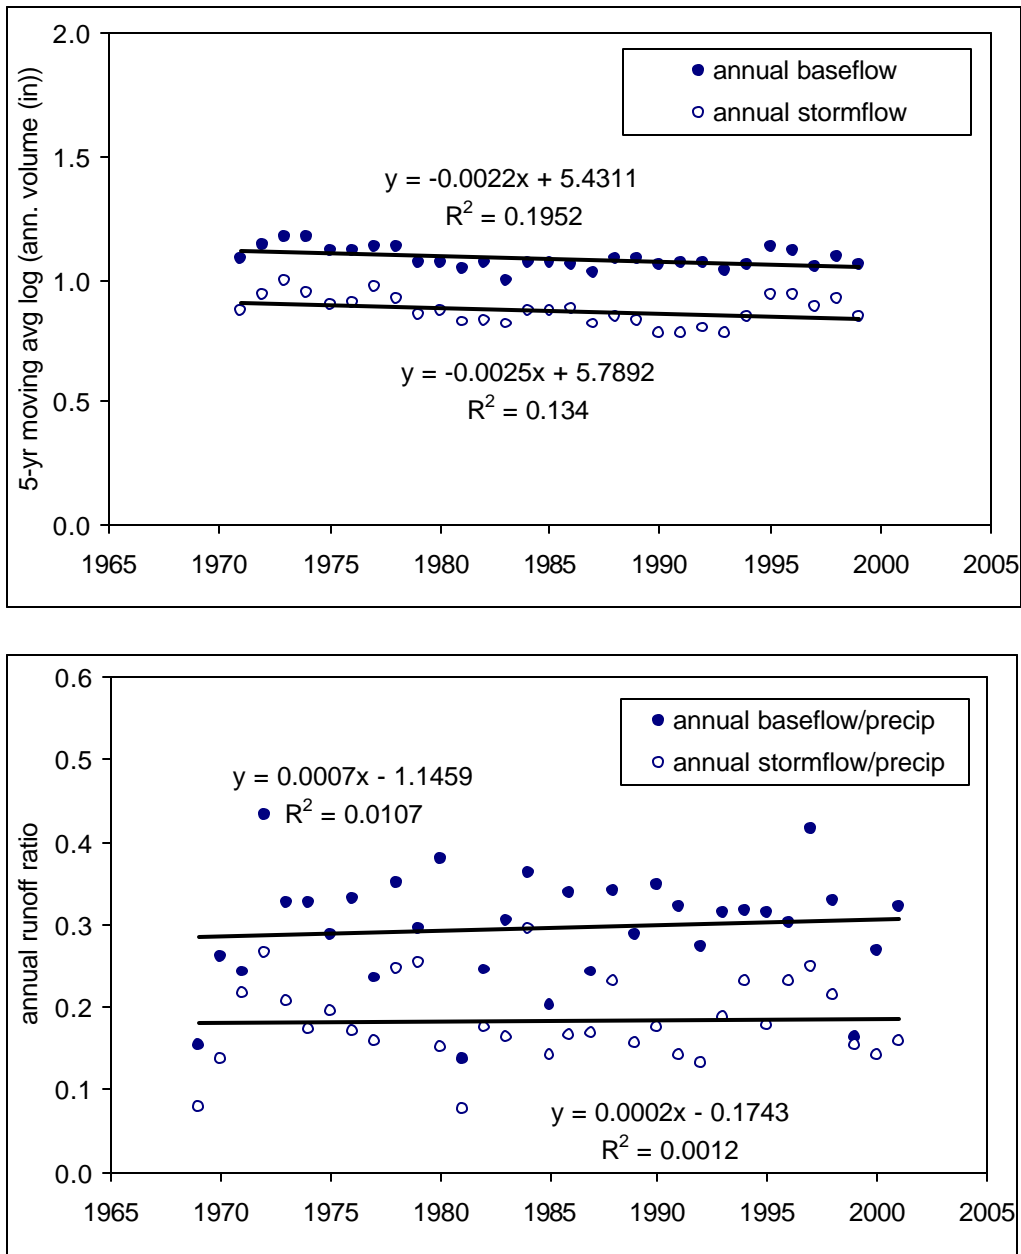 2.0
annual baseflow
annual stormflow
1.5
y = -0.0022x + 5.4311
R² = 0.1952
1.0
y = -0.0025x + 5.7892
R² = 0.134
0.5
0.0
5-yr moving avg log (ann. volume (in))
1965 1970 1975 1980 1985 1990 1995 2000 2005
0.6
annual baseflow/precip
annual stormflow/precip
0.5
y = 0.0007x - 1.1459
R² = 0.0107
0.4
0.3
0.2
0.1
y = 0.0002x - 0.1743
R² = 0.0012
0.0
annual runoff ratio
1965 1970 1975 1980 1985 1990 1995 2000 2005